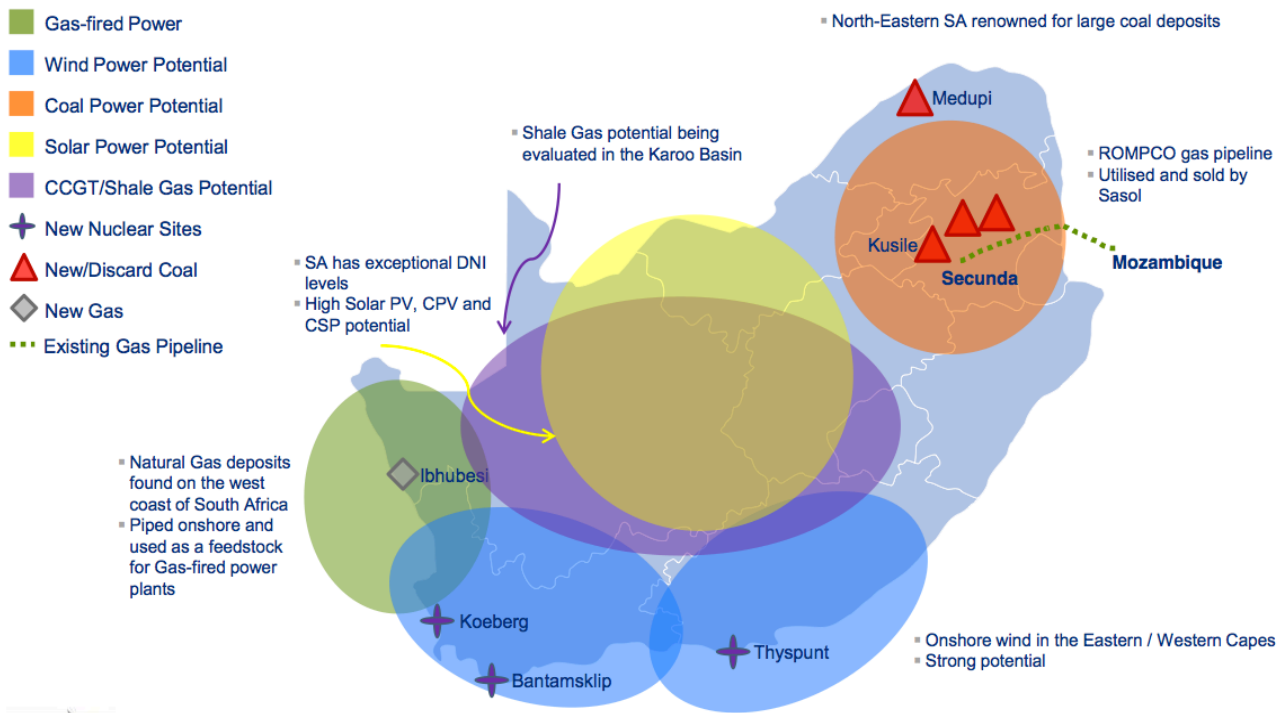 Gas-fired Power
Wind Power Potential
Coal Power Potential
Solar Power Potential
CCGT/Shale Gas Potential
New Nuclear Sites
New/Discard Coal
New Gas
Existing Gas Pipeline
North-Eastern SA renowned for large coal deposits
Medupi
Shale Gas potential being
evaluated in the Karoo Basin
ROMPCO gas pipeline
Utilised and sold by
Sasol
Kusile
Secunda
Mozambique
SA has exceptional DNI
levels
High Solar PV, CPV and
CSP potential
Ibhubesi
Natural Gas deposits
found on the west
coast of South Africa
Piped onshore and
used as a feedstock
for Gas-fired power
plants
Koeberg
Bantamsklip
Thyspunt
Onshore wind in the Eastern / Western Capes
Strong potential